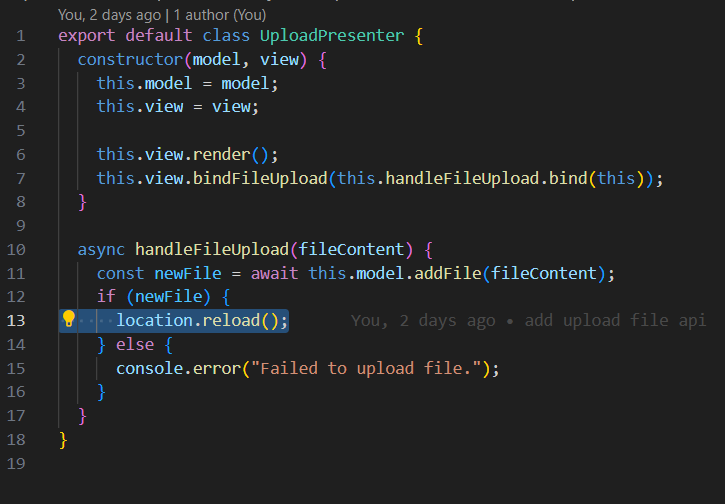 You, 2 days ago | 1 author (You)
1 export default class UploadPresenter {
2 constructor(model, view) {
3 this.model = model;
4 this.view = view;
5
6 this.view.render();
7 this.view.bindFileUpload(this.handleFileUpload.bind(this));
8 }
9
10 async handleFileUpload(fileContent) {
11 const newFile = await this.model.addFile(fileContent);
12 if (newFile) {
13 location.reload(); You, 2 days ago • add upload file api
14 } else {
15 console.error("Failed to upload file.");
16 }
17 }
18 }
19